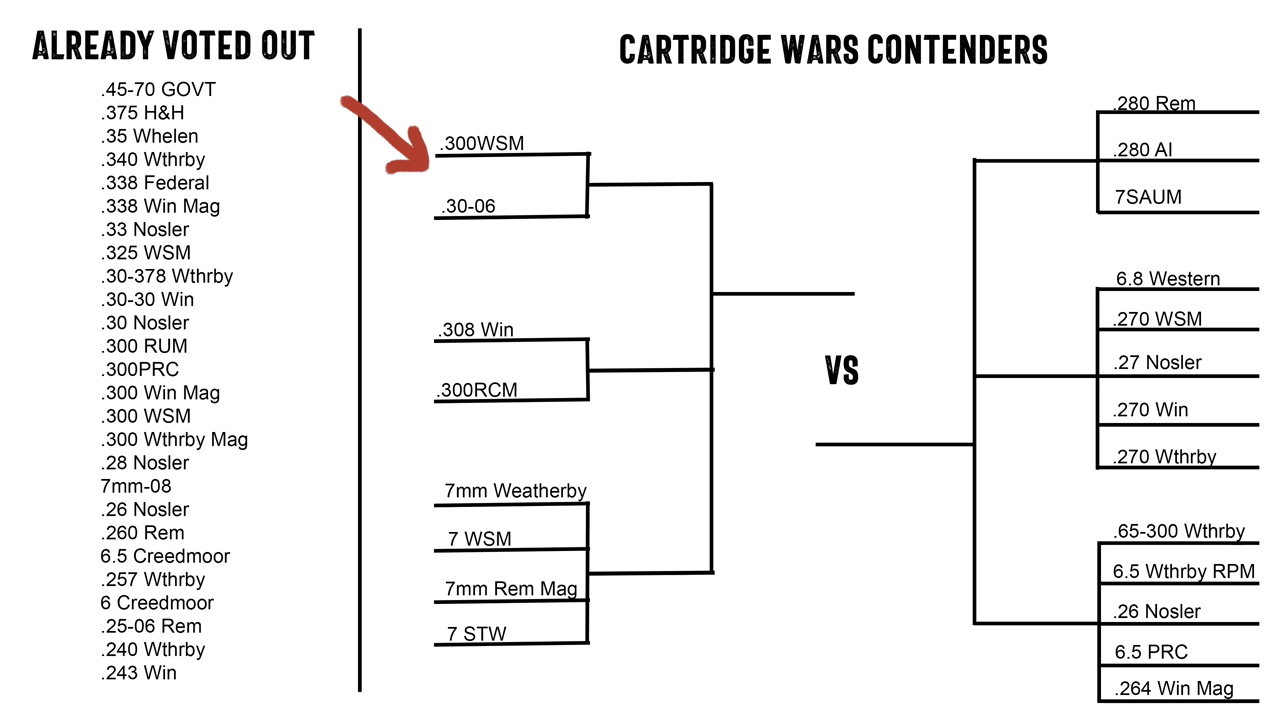 ALREADY VOTED OUT
.45-70 GOVT
.375 H&H
.35 Whelen
.340 Wthrby
.338 Federal
.338 Win Mag
.33 Nosler
.325 WSM
.30-378 Wthrby
.30-30 Win
.30 Nosler
.300 RUM
.300PRC
.300 Win Mag
.300 WSM
.300 Wthrby Mag
.28 Nosler
7mm-08
.26 Nosler
.260 Rem
6.5 Creedmoor
.257 Wthrby
6 Creedmoor
.25-06 Rem
.240 Wthrby
.243 Win
CARTRIDGE WARS CONTENDERS
.300WSM
.30-06
.308 Win
.300RCM
7mm Weatherby
7 WSM
7mm Rem Mag
7 STW
VS
.280 Rem
.280 AI
7SAUM
6.8 Western
.270 WSM
.27 Nosler
.270 Win
.270 Wthrby
.65-300 Wthrby
6.5 Wthrby RPM
.26 Nosler
6.5 PRC
.264 Win Mag